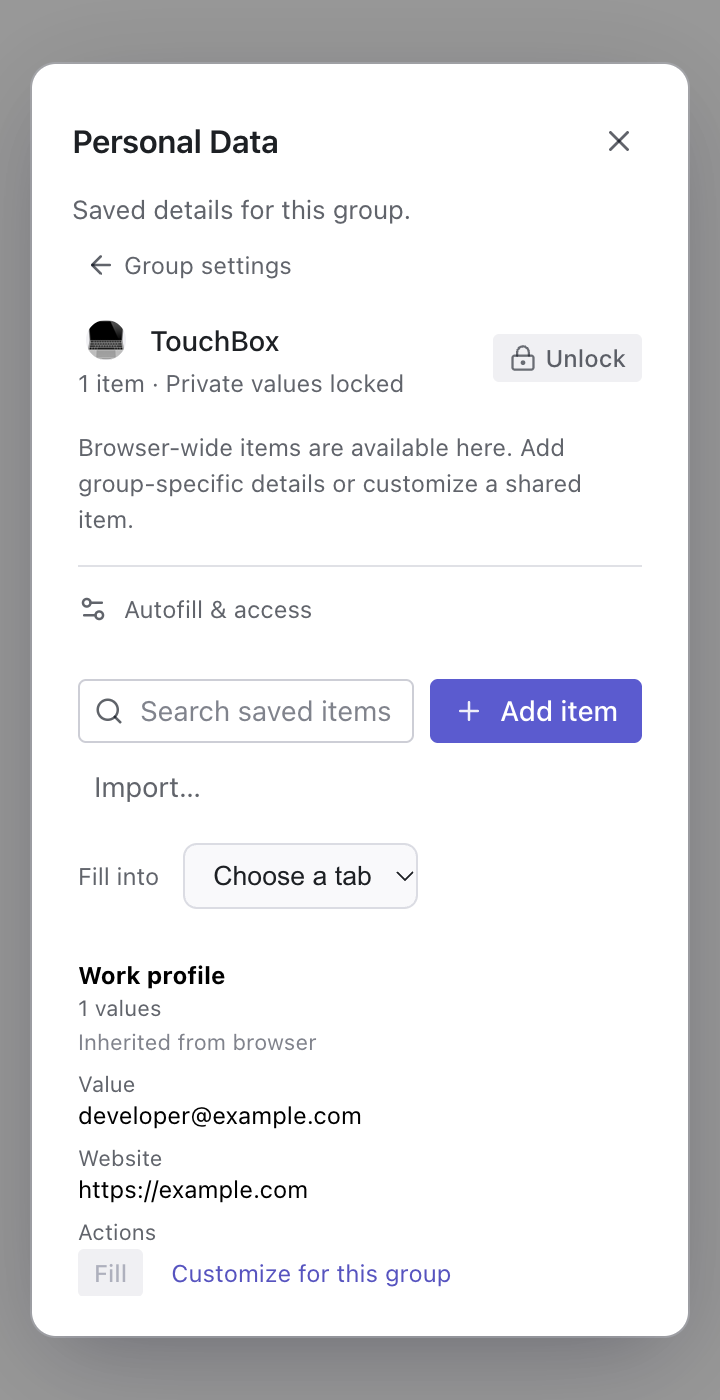 Personal Data
Saved details for this group.
Group settings
TouchBox
1 item · Private values locked
Unlock
Browser-wide items are available here. Add
group-specific details or customize a shared
item.
Autofill & access
Search saved items
Add item
Import...
Fill into
Choose a tab
Work profile
1 values
Inherited from browser
Value
developer@example.com
Website
https://example.com
Actions
Fill
Customize for this group